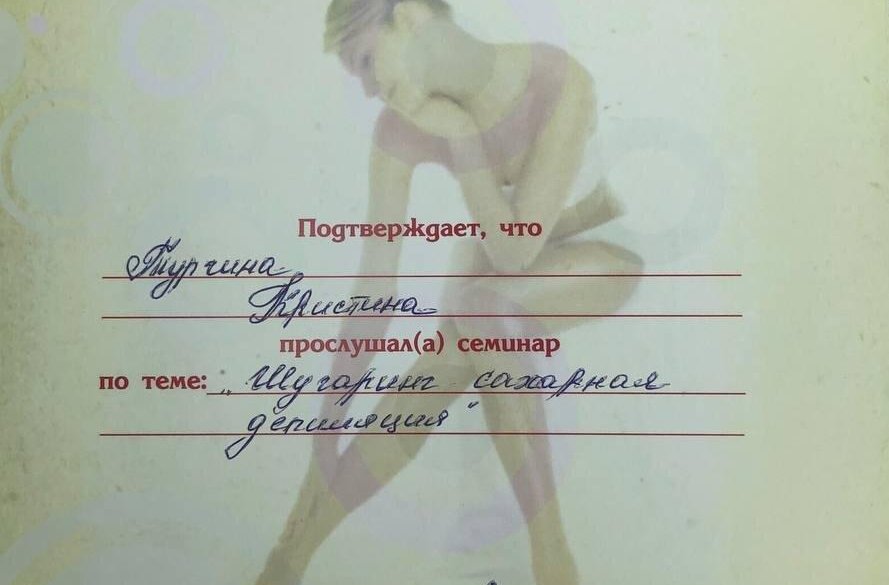 Подтверждает, что
Турчина
Кристина
прослушал(а) семинар
по теме: „Шугаринг - сахарная
депиляция"